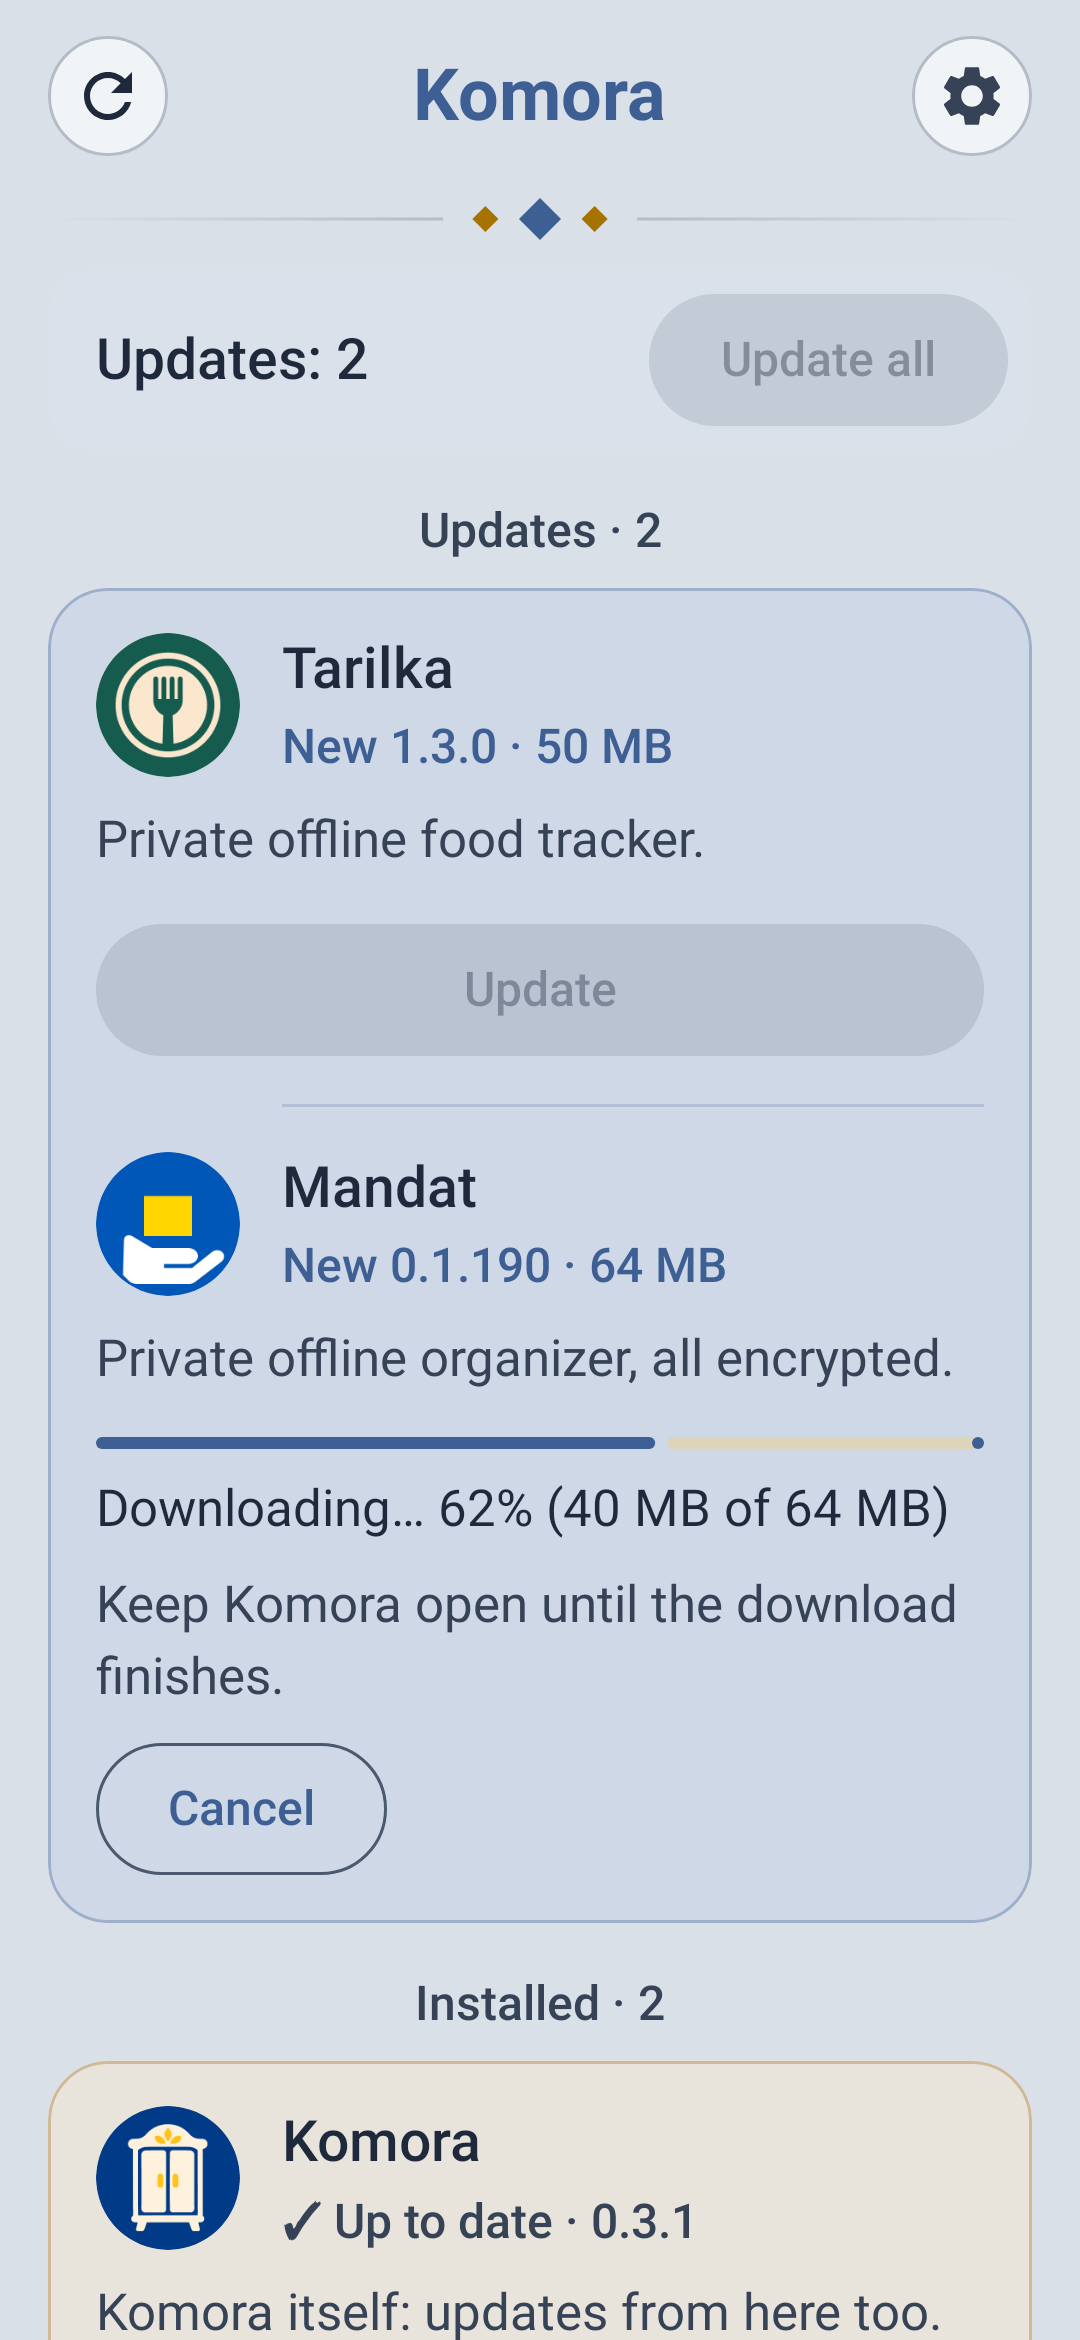 Komora
Updates: 2
Update all
Updates · 2
Tarilka
New 1.3.0 · 50 MB
Private offline food tracker.
Update
Mandat
New 0.1.190 · 64 MB
Private offline organizer, all encrypted.
Downloading… 62% (40 MB of 64 MB)
Keep Komora open until the download
finishes.
Cancel
Installed · 2
Komora
✓ Up to date · 0.3.1
Komora itself: updates from here too.